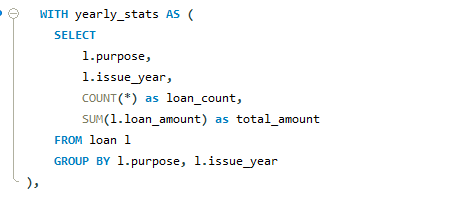 WITH yearly_stats AS (
SELECT
l.purpose,
l.issue_year,
COUNT(*) as loan_count,
SUM(l.loan_amount) as total_amount
FROM loan l
GROUP BY l.purpose, l.issue_year
),